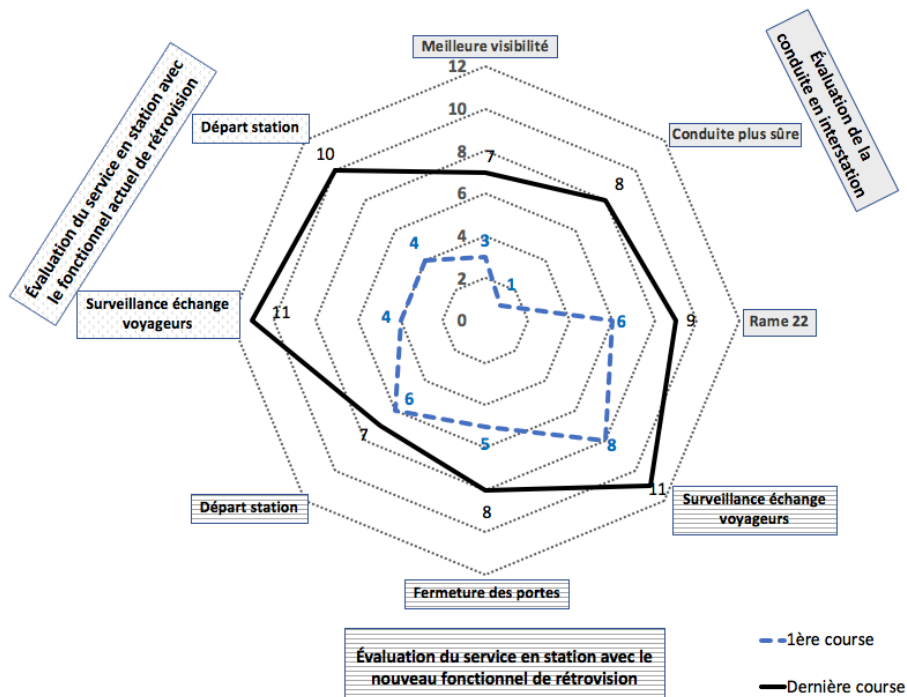 Meilleure visibilité
12
10
8
6
4
2
0
Évaluation de la
conduite en interstation
Conduite plus sûre
Rame 22
Évaluation du service en station avec
le fonctionnel actuel de rétrovision
Départ station
Surveillance échange
voyageurs
10
7
8
9
11
8
7
11
3
1
6
8
5
6
4
4
Départ station
Surveillance échange
voyageurs
Fermeture des portes
Évaluation du service en station avec le
nouveau fonctionnel de rétrovision
1ère course
Dernière course